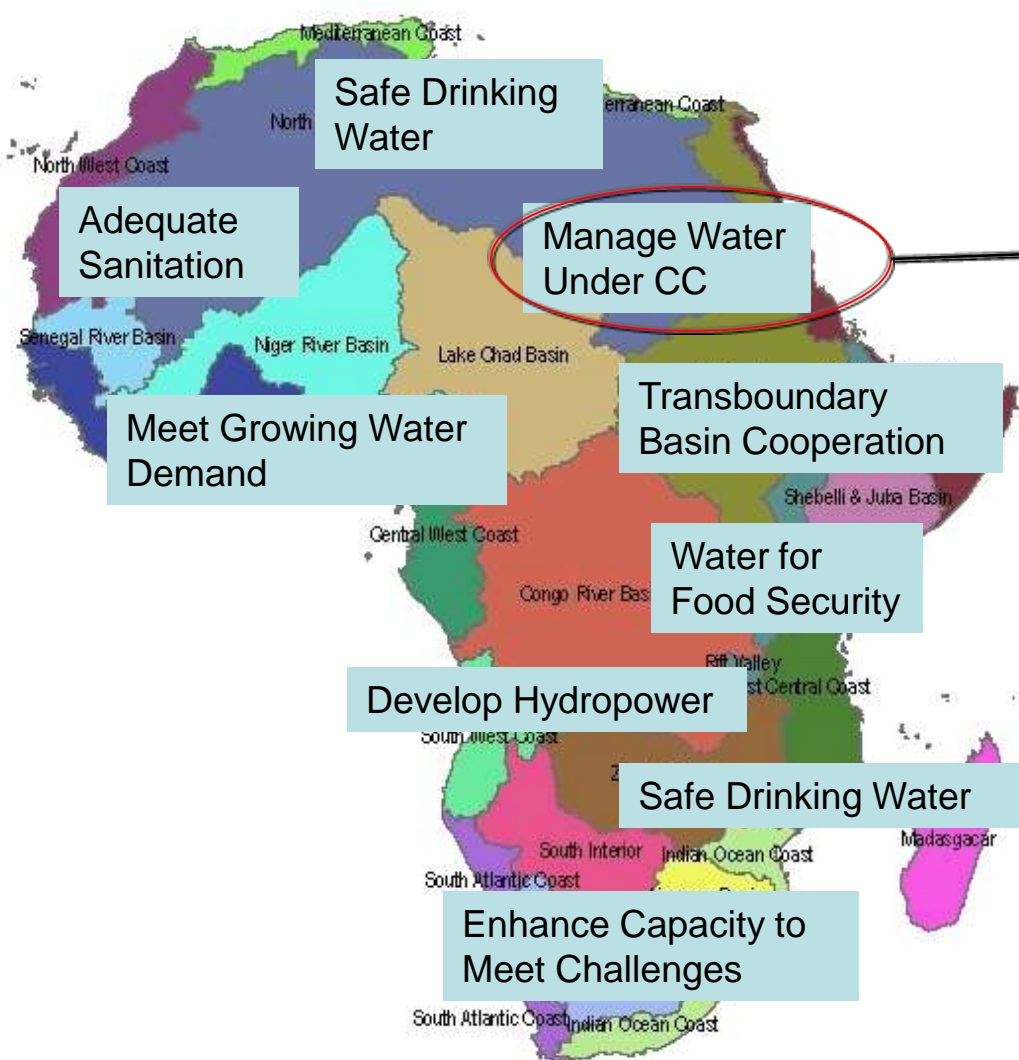 Mediterranean Coast
Safe Drinking
Water
North
erranean Coast
North West Coast
Adequate
Sanitation
Manage Water
Under CC
Senegal River Basin
Niger River Basin
Lake Chad Basin
Transboundary
Basin Cooperation
Meet Growing Water
Demand
Shebelli & Juba Basin
Central West Coast
Water for
Food Security
Congo River Bas
Rift Valley
st Central Coast
Develop Hydropower
South West Coast
Z
Safe Drinking Water
Madasgacar
South Interior
Indian Ocean Coast
South Atlantic Coast
Enhance Capacity to
Meet Challenges
South Atlantic Coast
Indian Ocean Coast